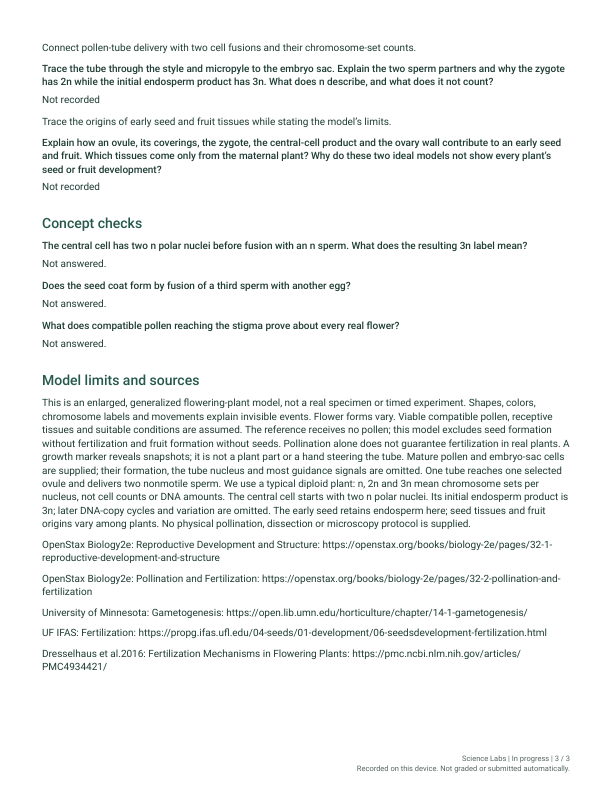 Connect pollen-tube delivery with two cell fusions and their chromosome-set counts.
Trace the tube through the style and micropyle to the embryo sac. Explain the two sperm partners and why the zygote
has 2n while the initial endosperm product has 3n. What does n describe, and what does it not count?
Not recorded
Trace the origins of early seed and fruit tissues while stating the model's limits.
Explain how an ovule, its coverings, the zygote, the central-cell product and the ovary wall contribute to an early seed
and fruit. Which tissues come only from the maternal plant? Why do these two ideal models not show every plant's
seed or fruit development?
Not recorded
Concept checks
The central cell has two n polar nuclei before fusion with an n sperm. What does the resulting 3n label mean?
Not answered.
Does the seed coat form by fusion of a third sperm with another egg?
Not answered.
What does compatible pollen reaching the stigma prove about every real flower?
Not answered.
Model limits and sources
This is an enlarged, generalized flowering-plant model, not a real specimen or timed experiment. Shapes, colors,
chromosome labels and movements explain invisible events. Flower forms vary. Viable compatible pollen, receptive
tissues and suitable conditions are assumed. The reference receives no pollen; this model excludes seed formation
without fertilization and fruit formation without seeds. Pollination alone does not guarantee fertilization in real plants. A
growth marker reveals snapshots; it is not a plant part or a hand steering the tube. Mature pollen and embryo-sac cells
are supplied; their formation, the tube nucleus and most guidance signals are omitted. One tube reaches one selected
ovule and delivers two nonmotile sperm. We use a typical diploid plant: n, 2n and 3n mean chromosome sets per
nucleus, not cell counts or DNA amounts. The central cell starts with two n polar nuclei. Its initial endosperm product is
3n; later DNA-copy cycles and variation are omitted. The early seed retains endosperm here; seed tissues and fruit
origins vary among plants. No physical pollination, dissection or microscopy protocol is supplied.
OpenStax Biology2e: Reproductive Development and Structure: https://openstax.org/books/biology-2e/pages/32-1-
reproductive-development-and-structure
OpenStax Biology2e: Pollination and Fertilization: https://openstax.org/books/biology-2e/pages/32-2-pollination-and-
fertilization
University of Minnesota: Gametogenesis: https://open.lib.umn.edu/horticulture/chapter/14-1-gametogenesis/
UF IFAS: Fertilization: https://propg.ifas.ufl.edu/04-seeds/01-development/06-seedsdevelopment-fertilization.html
Dresselhaus et al.2016: Fertilization Mechanisms in Flowering Plants: https://pmc.ncbi.nlm.nih.gov/articles/
PMC4934421/
Science Labs | In progress | 3 / 3
Recorded on this device. Not graded or submitted automatically.